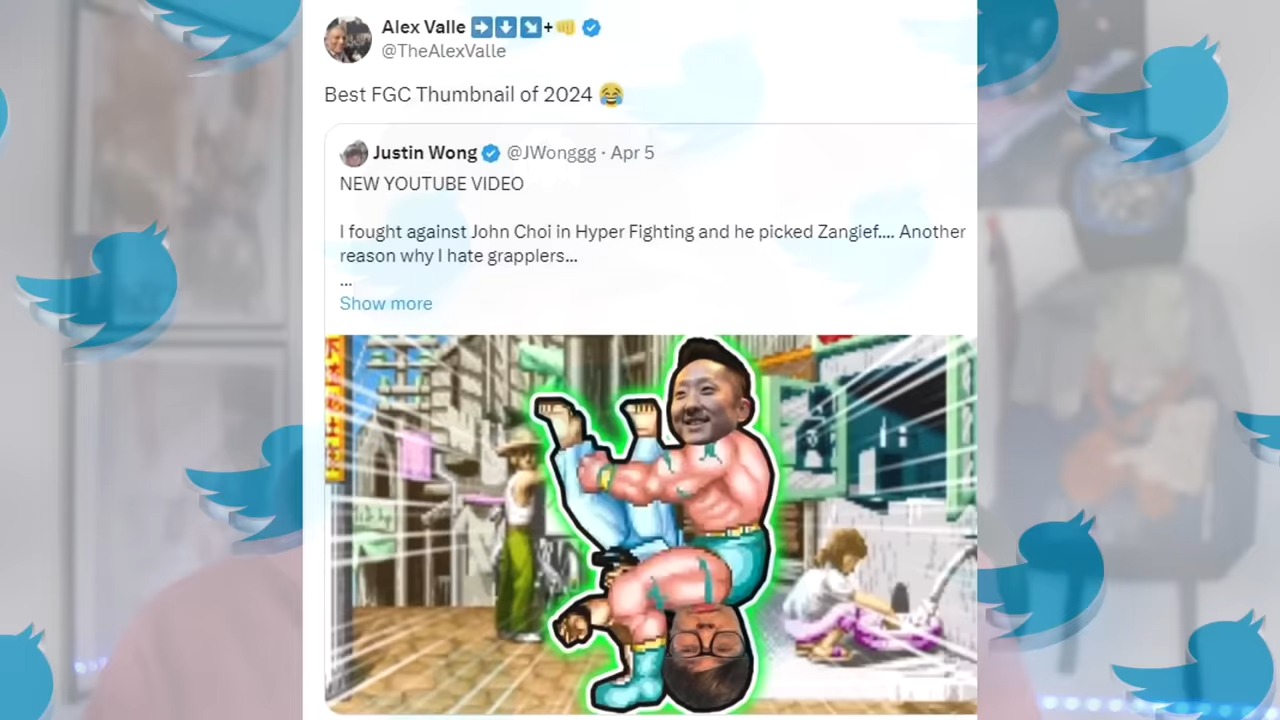 Alex Valle ➡️⬇️↘️+👊
@TheAlexValle
Best FGC Thumbnail of 2024 😂
Justin Wong @JWonggg · Apr 5
NEW YOUTUBE VIDEO
I fought against John Choi in Hyper Fighting and he picked Zangief.... Another
reason why I hate grapplers...
...
Show more